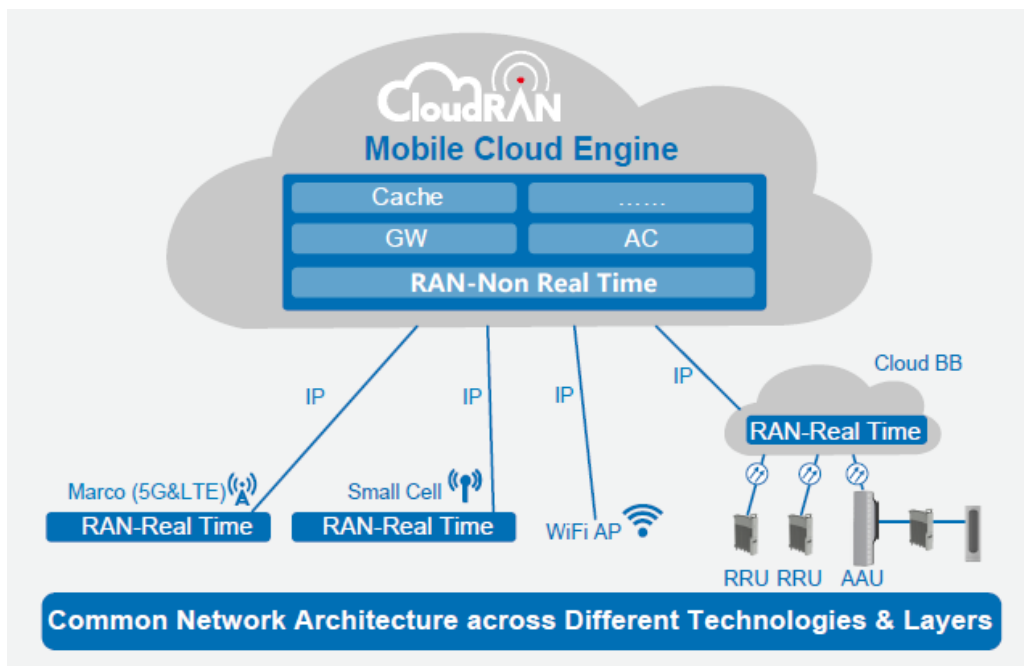 CloudRAN
Mobile Cloud Engine
Cache
……
GW
AC
RAN-Non Real Time
IP
IP
IP
IP
Cloud BB
RAN-Real Time
Marco (5G&LTE)
RAN-Real Time
Small Cell
RAN-Real Time
WiFi AP
RRU RRU AAU
Common Network Architecture across Different Technologies & Layers